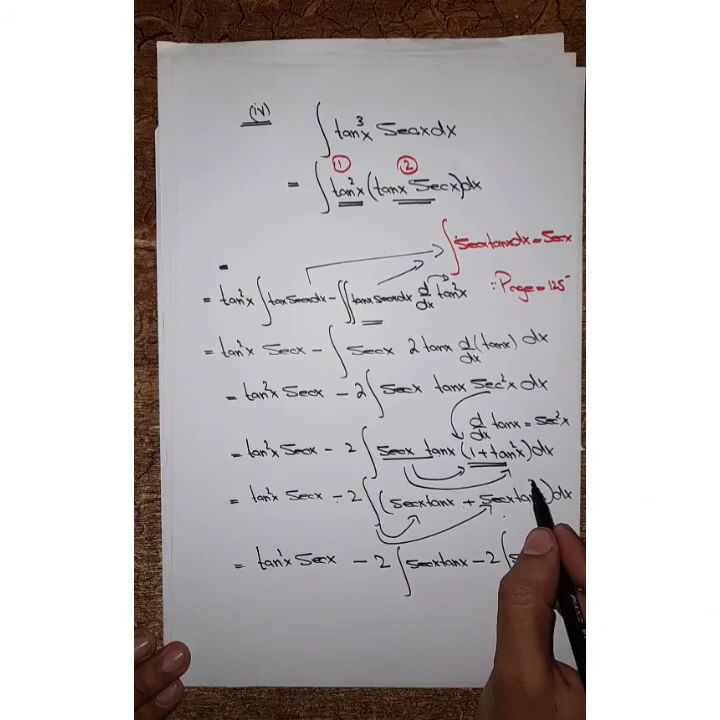 (iv) ∫ tan³x Secx dx
① ②
= ∫ tan²x (tanx Secx) dx
∫ Secx tanx dx = Secx
= tan²x ∫ tanx secx dx - ∫∫ tanx secx dx d/dx tan²x
∵ Page = 125
= tan²x Secx - ∫ Secx 2 tanx d/dx (tanx) dx
= tan²x Secx - 2 ∫ Secx tanx Sec²x dx
d/dx tanx = Sec²x
= tan²x Secx - 2 ∫ Secx tanx (1 + tan²x) dx
= tan²x Secx - 2 ∫ (Secx tanx + Secx
= tan²x Secx - 2 ∫ Secx tanx - 2 ∫